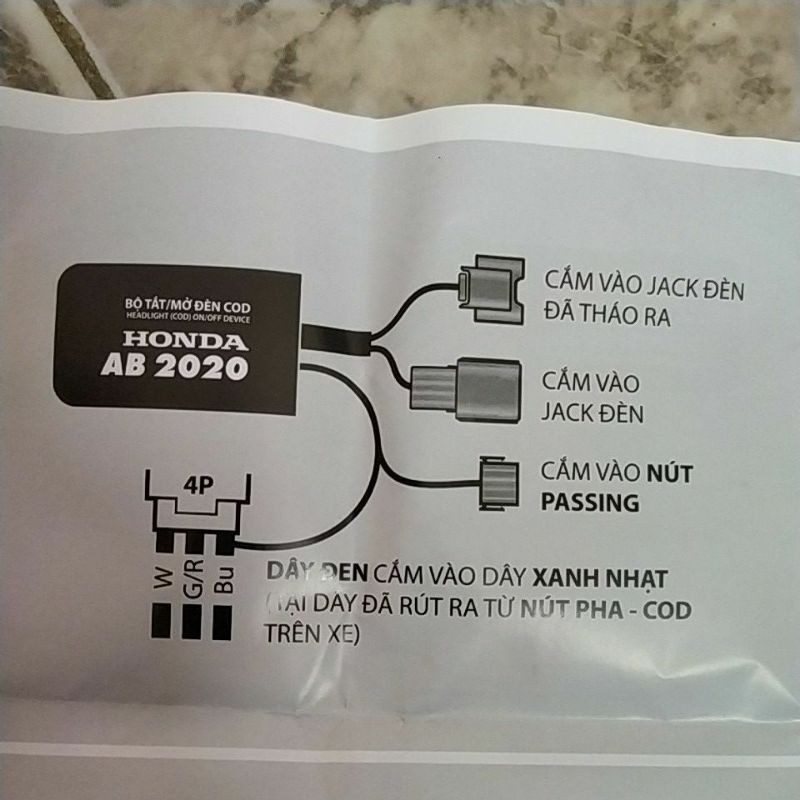 BỘ TẮT/MỞ ĐÈN COD
HEADLIGHT (COD) ON/OFF DEVICE
HONDA
AB 2020
CẮM VÀO JACK ĐÈN
ĐÃ THÁO RA
CẮM VÀO
JACK ĐÈN
CẮM VÀO NÚT
PASSING
4P
W
G/R
Bu
DÂY ĐEN CẮM VÀO DÂY XANH NHẠT
(TẠI DÂY ĐÃ RÚT RA TỪ NÚT PHA - COD
TRÊN XE)